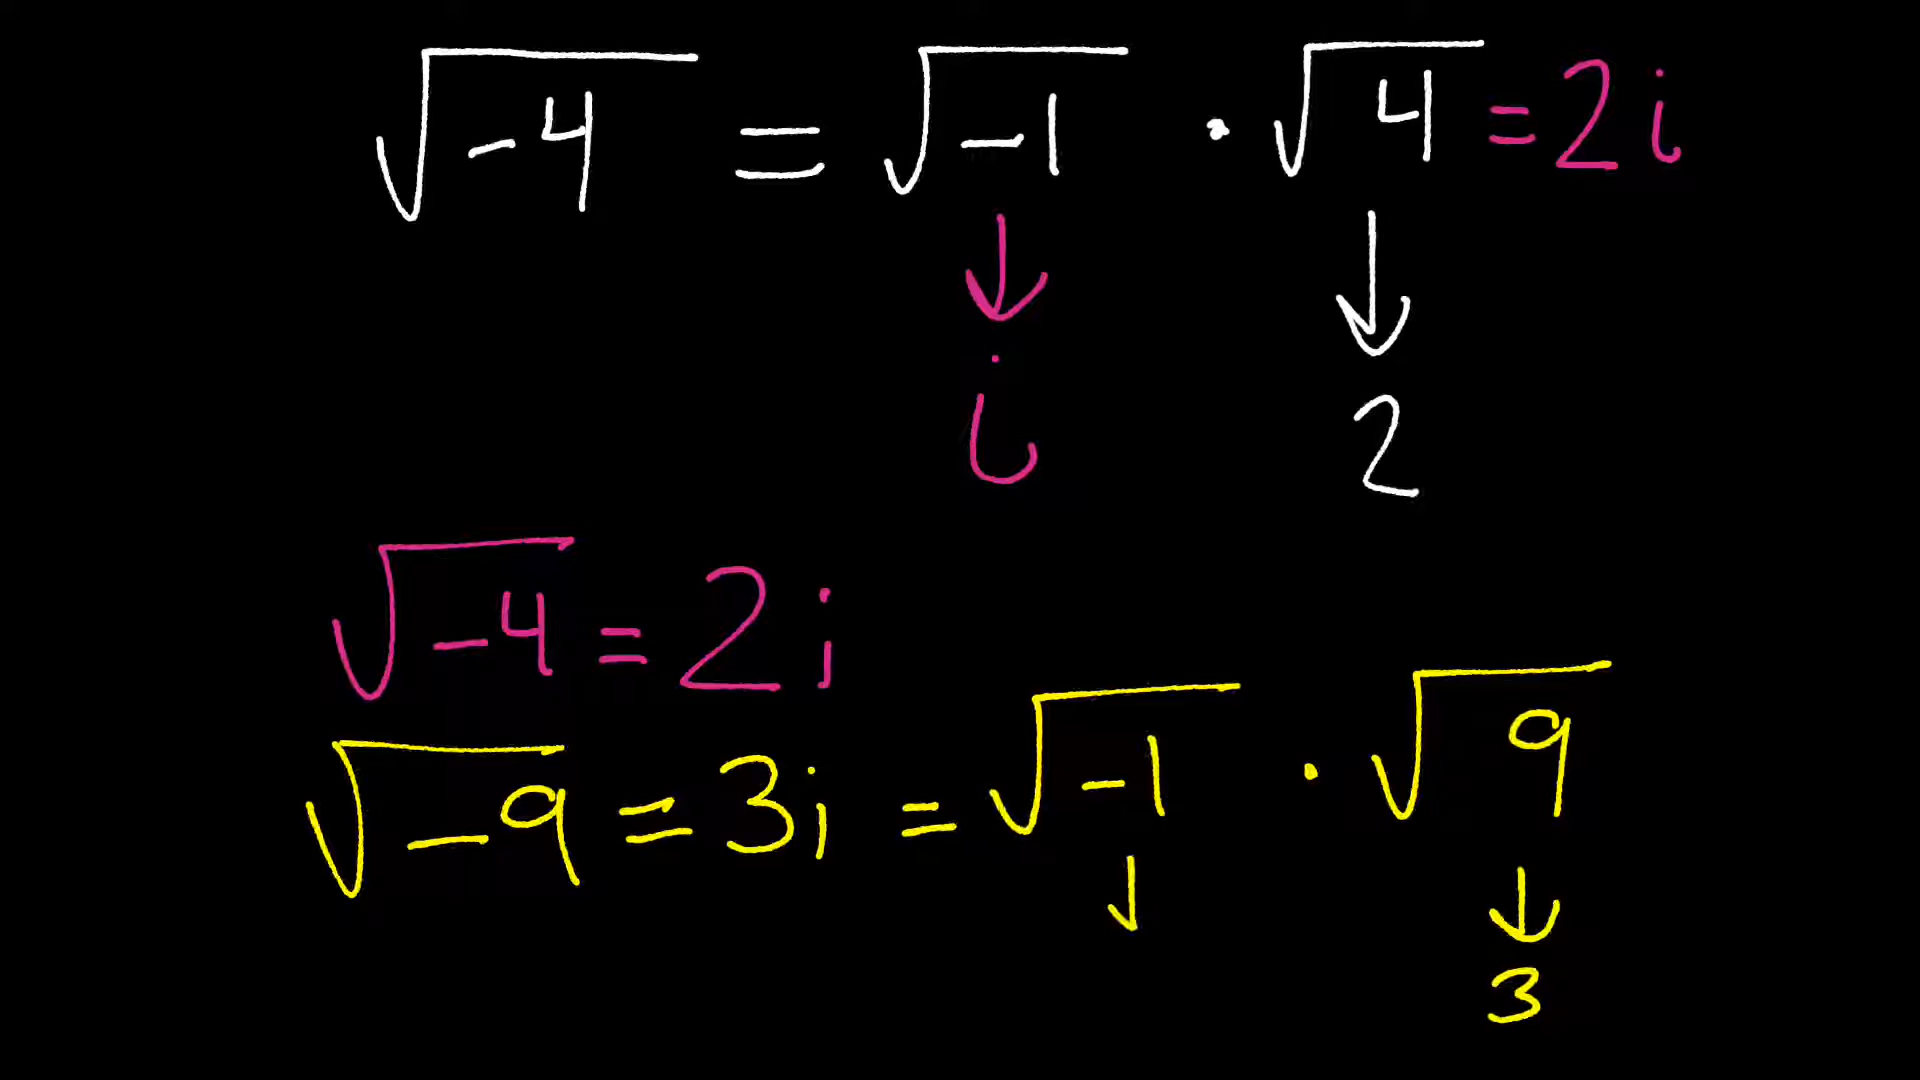 √-4 = √-1 · √4 = 2i
↓ ↓
i 2
√-4 = 2i
√-9 = 3i = √-1 · √9
↓ ↓
3